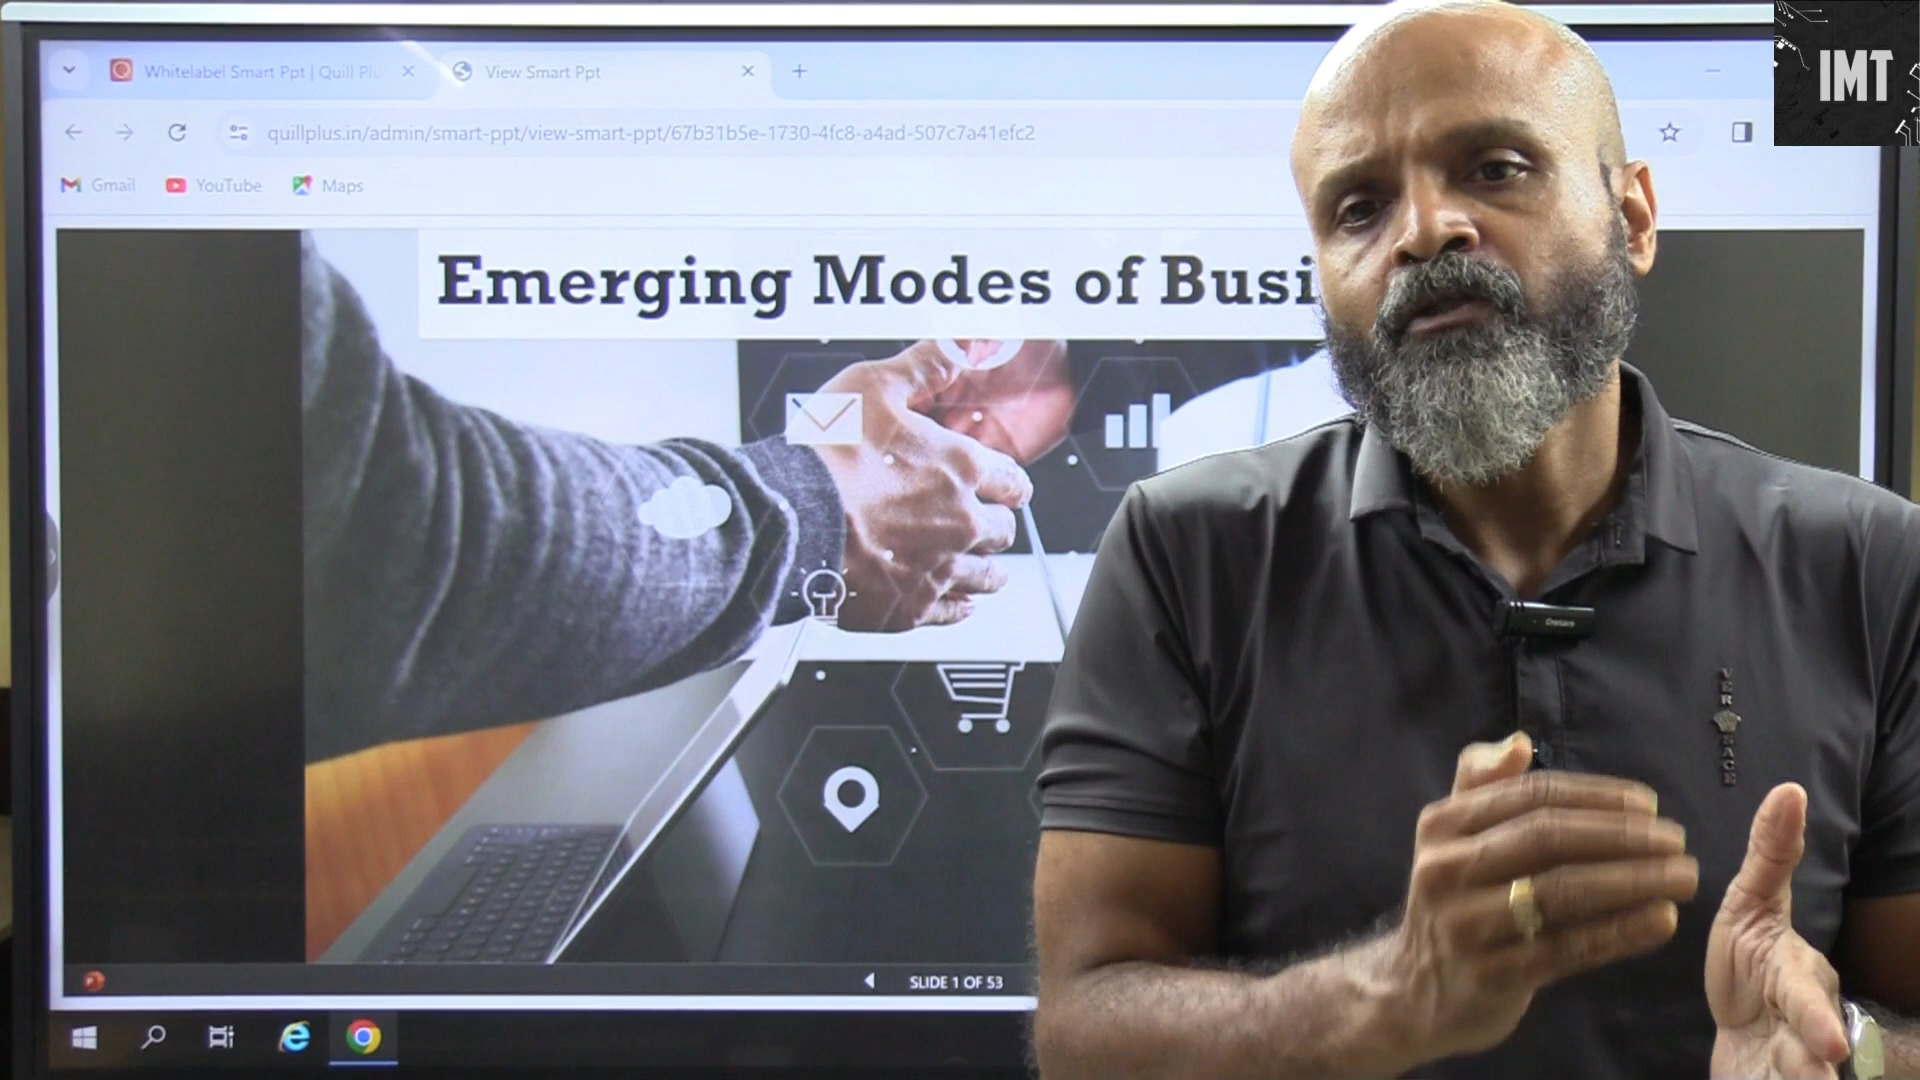 Whitelabel Smart Ppt | Quill Plu
View Smart Ppt
IMT
quillplus.in/admin/smart-ppt/view-smart-ppt/67b31b5e-1730-4fc8-a4ad-507c7a41efc2
Gmail
YouTube
Maps
Emerging Modes of Busi
VERSACE
SLIDE 1 OF 53